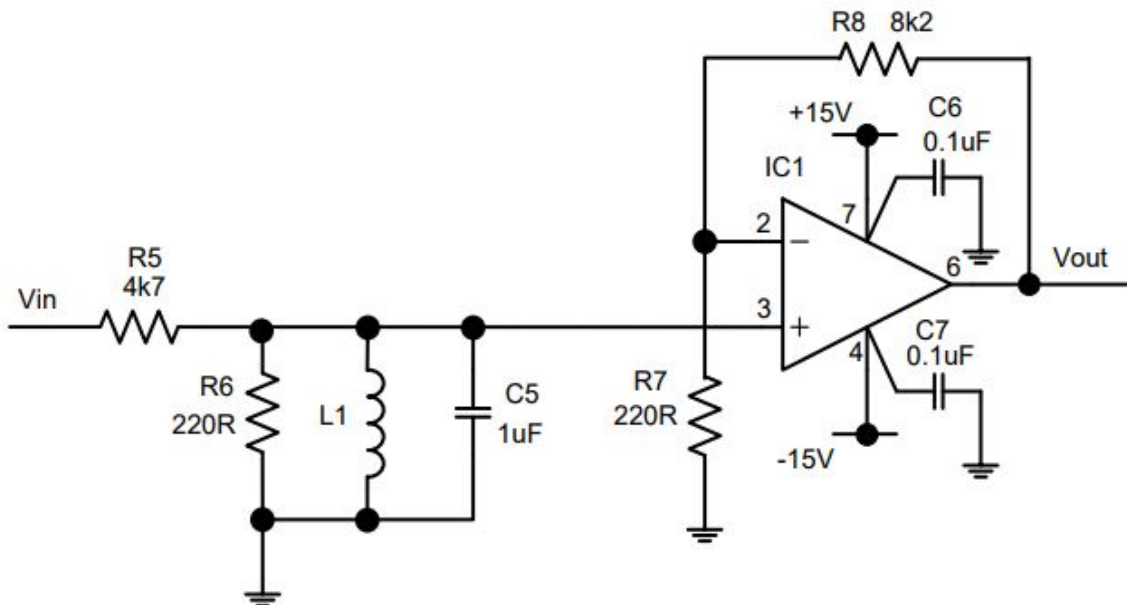 R8 8k2
+15V
C6
0.1uF
IC1
7
2
−
6
Vout
R5
4k7
Vin
3
+
4
C7
0.1uF
R6
220R
L1
C5
1uF
R7
220R
-15V